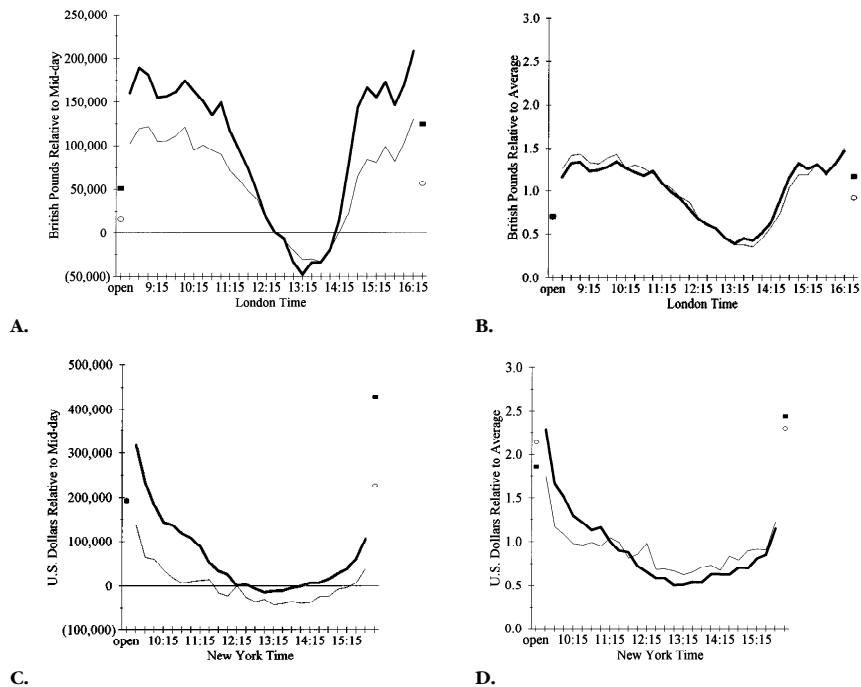 British Pounds Relative to Mid-day
250,000
200,000
150,000
100,000
50,000
0
(50,000)
open 9:15 10:15 11:15 12:15 13:15 14:15 15:15 16:15
London Time
A.
British Pounds Relative to Average
3.0
2.5
2.0
1.5
1.0
0.5
0.0
open 9:15 10:15 11:15 12:15 13:15 14:15 15:15 16:15
London Time
B.
U.S. Dollars Relative to Mid-day
500,000
400,000
300,000
200,000
100,000
0
(100,000)
open 10:15 11:15 12:15 13:15 14:15 15:15
New York Time
C.
U.S. Dollars Relative to Average
3.0
2.5
2.0
1.5
1.0
0.5
0.0
open 10:15 11:15 12:15 13:15 14:15 15:15
New York Time
D.